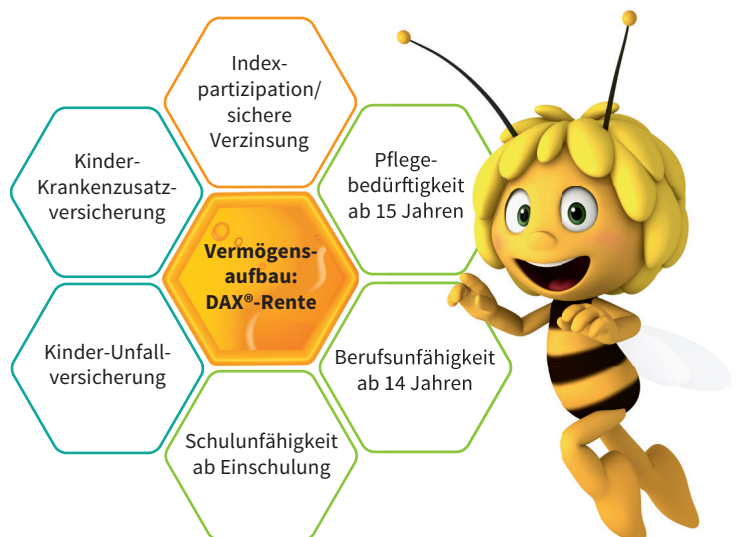 Index-
partizipation/
sichere
Verzinsung
Kinder-
Krankenzusatz-
versicherung
Pflege-
bedürftigkeit
ab 15 Jahren
Vermögens-
aufbau:
DAX®-Rente
Kinder-Unfall-
versicherung
Berufsunfähigkeit
ab 14 Jahren
Schulunfähigkeit
ab Einschulung